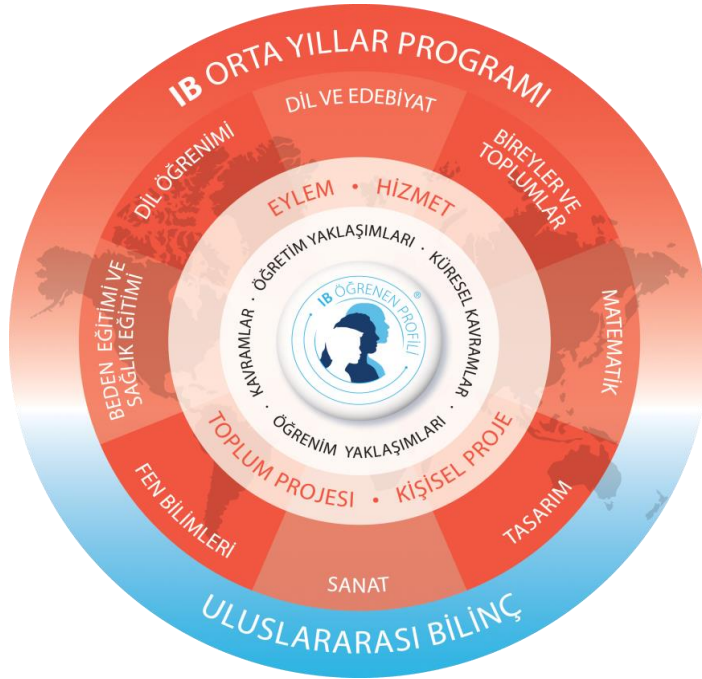 IB ORTA YILLAR PROGRAMI
DİL VE EDEBİYAT
BİREYLER VE
TOPLUMLAR
MATEMATİK
TASARIM
SANAT
FEN BİLİMLERİ
BEDEN EĞİTİMİ VE
SAĞLIK EĞİTİMİ
DİL ÖĞRENİMİ
EYLEM • HİZMET
KİŞİSEL PROJE
•
TOPLUM PROJESI
ÖĞRETİM YAKLAŞIMLARI · KÜRESEL KAVRAMLAR ·
ÖĞRENİM YAKLAŞIMLARI
· KAVRAMLAR ·
IB ÖĞRENEN PROFİLİ ®
ULUSLARARASI BİLİNÇ